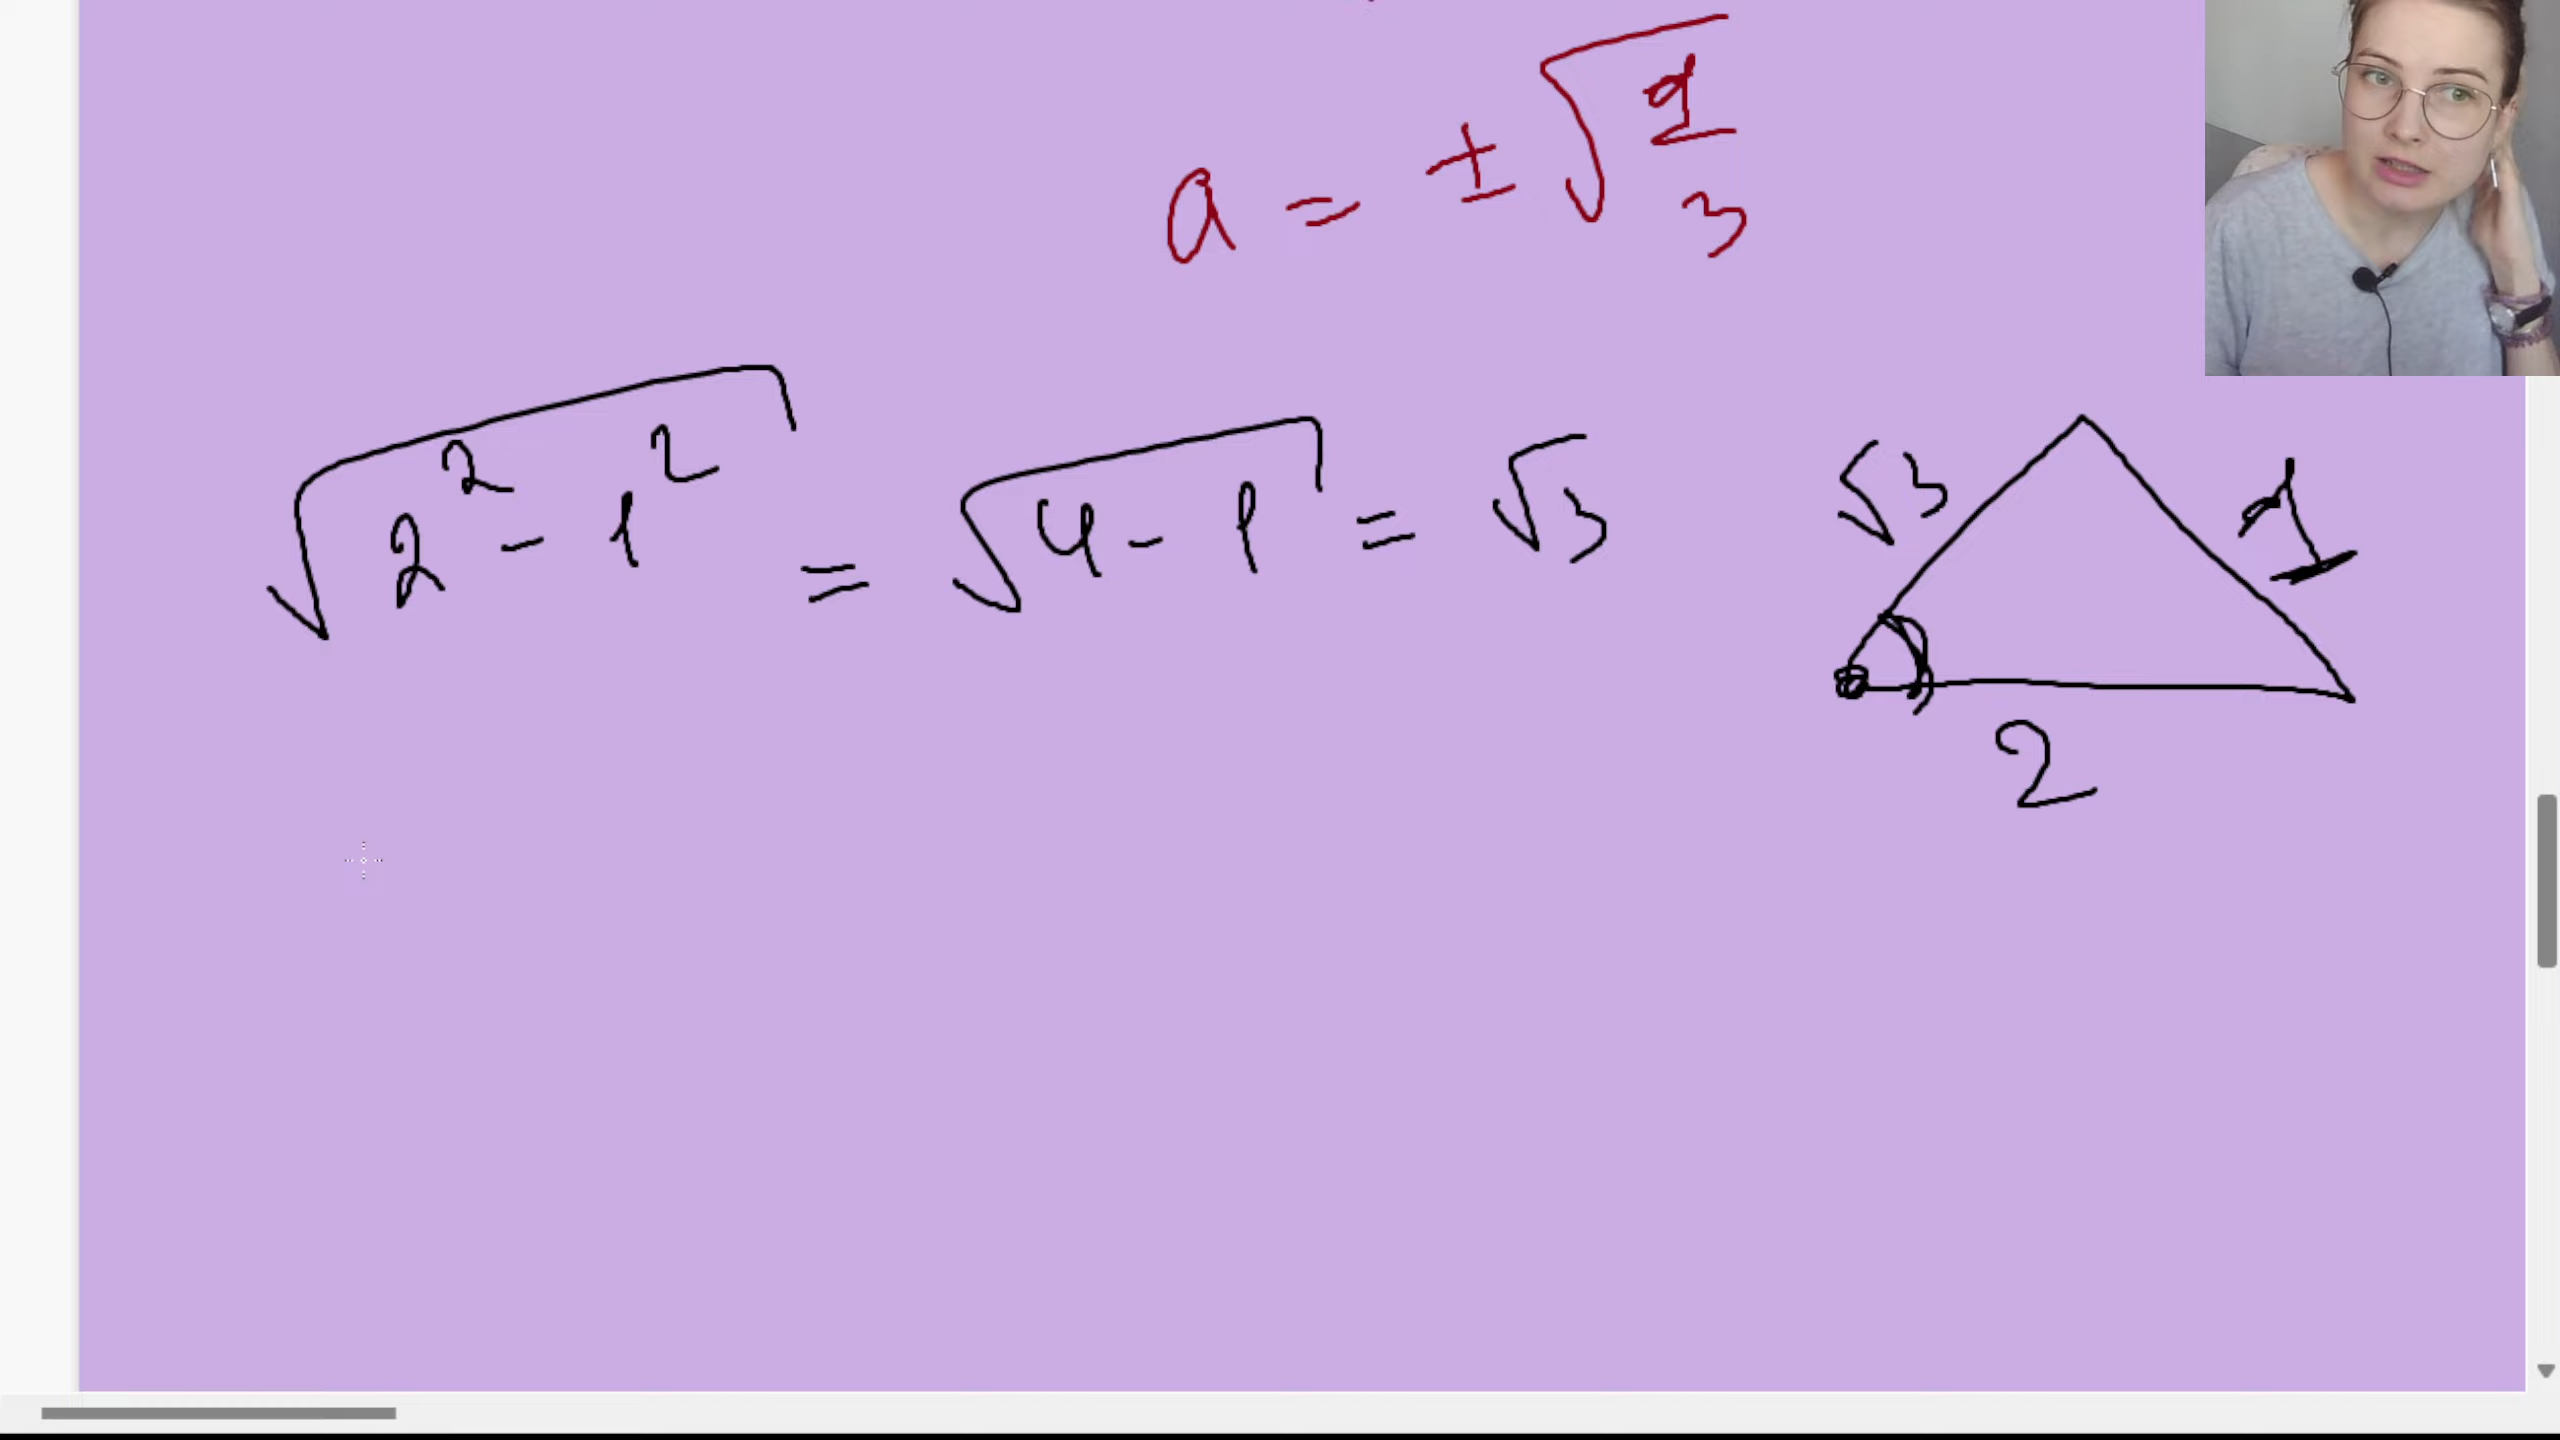 a = ± √(1/3)
√(2² - 1²) = √(4 - 1) = √3
√3
1
2